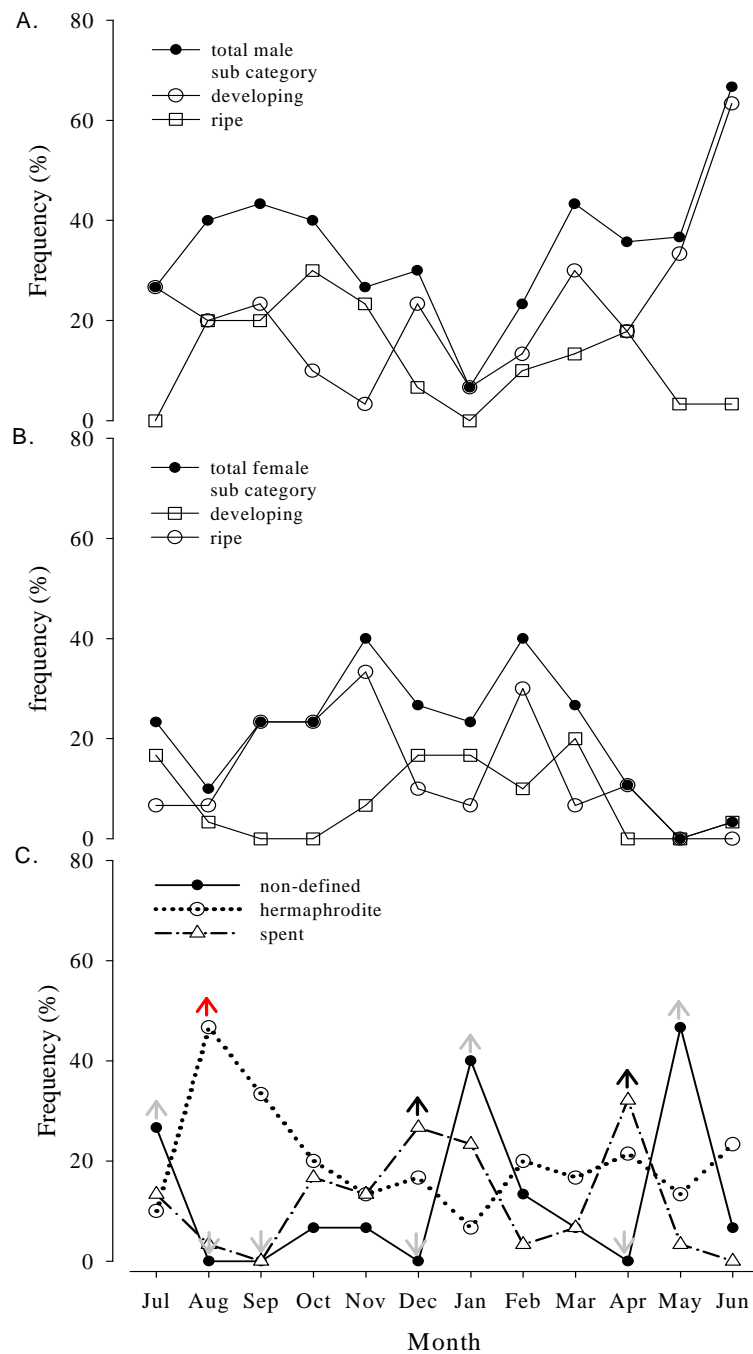 A.
80
60
40
20
0
Frequency (%)
total male
sub category
developing
ripe
B.
80
60
40
20
0
frequency (%)
total female
sub category
developing
ripe
C.
80
60
40
20
0
Frequency (%)
non-defined
hermaphrodite
spent
Jul Aug Sep Oct Nov Dec Jan Feb Mar Apr May Jun
Month